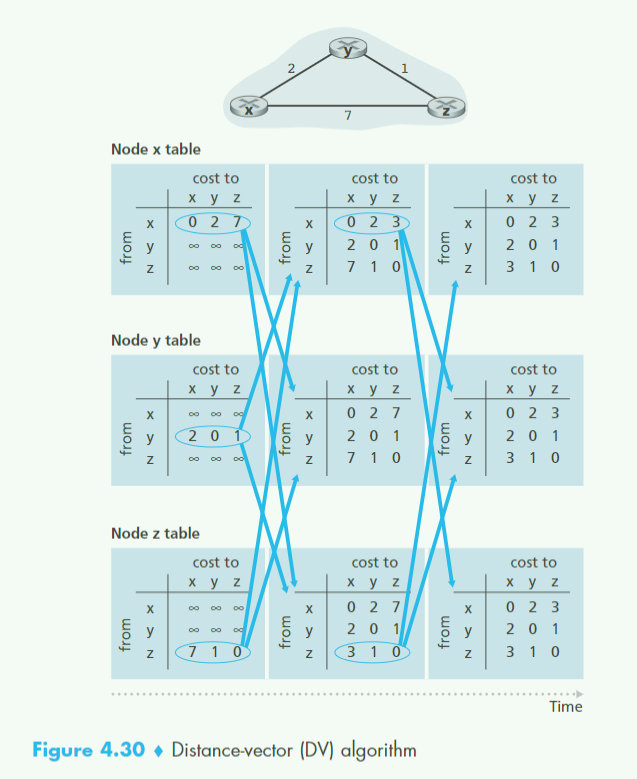 y
2
1
x
z
7
Node x table
cost to
x y z
from
x 0 2 7
y ∞ ∞ ∞
z ∞ ∞ ∞
cost to
x y z
from
x 0 2 3
y 2 0 1
z 7 1 0
cost to
x y z
from
x 0 2 3
y 2 0 1
z 3 1 0
Node y table
cost to
x y z
from
x ∞ ∞ ∞
y 2 0 1
z ∞ ∞ ∞
cost to
x y z
from
x 0 2 7
y 2 0 1
z 7 1 0
cost to
x y z
from
x 0 2 3
y 2 0 1
z 3 1 0
Node z table
cost to
x y z
from
x ∞ ∞ ∞
y ∞ ∞ ∞
z 7 1 0
cost to
x y z
from
x 0 2 7
y 2 0 1
z 3 1 0
cost to
x y z
from
x 0 2 3
y 2 0 1
z 3 1 0
Time
Figure 4.30 ♦ Distance-vector (DV) algorithm